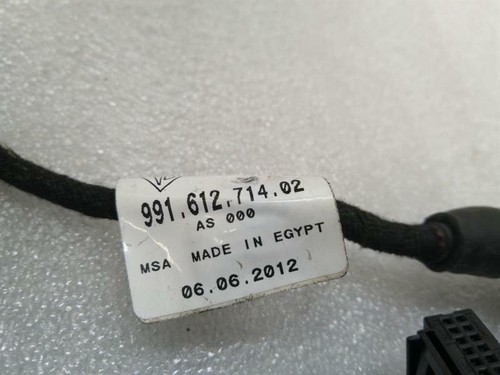 991.612.714.02
AS 000
MSA MADE IN EGYPT
06.06.2012